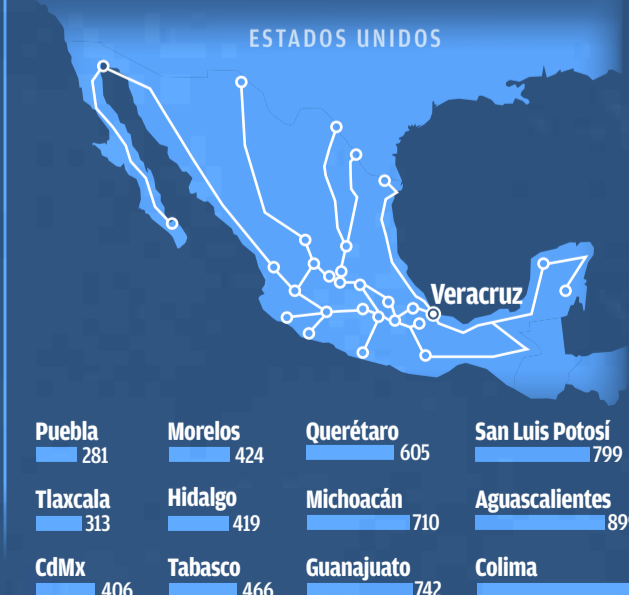 ESTADOS UNIDOS
Veracruz
Puebla
281
Morelos
424
Querétaro
605
San Luis Potosí
799
Tlaxcala
313
Hidalgo
419
Michoacán
710
Aguascalientes
CdMx
406
Tabasco
466
Guanajuato
742
Colima